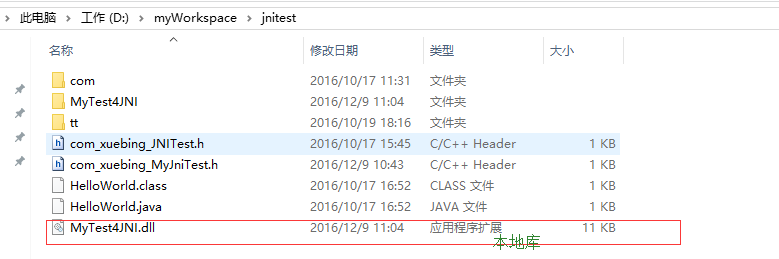 此电脑 > 工作 (D:) > myWorkspace > jnitest
名称 修改日期 类型 大小
com 2016/10/17 11:31 文件夹
MyTest4JNI 2016/12/9 11:04 文件夹
tt 2016/10/19 18:16 文件夹
com_xuebing_JNITest.h 2016/10/17 15:45 C/C++ Header 1 KB
com_xuebing_MyJniTest.h 2016/12/9 10:43 C/C++ Header 1 KB
HelloWorld.class 2016/10/17 16:52 CLASS 文件 1 KB
HelloWorld.java 2016/10/17 16:52 JAVA 文件 1 KB
MyTest4JNI.dll 2016/12/9 11:04 应用程序扩展 11 KB
本地库